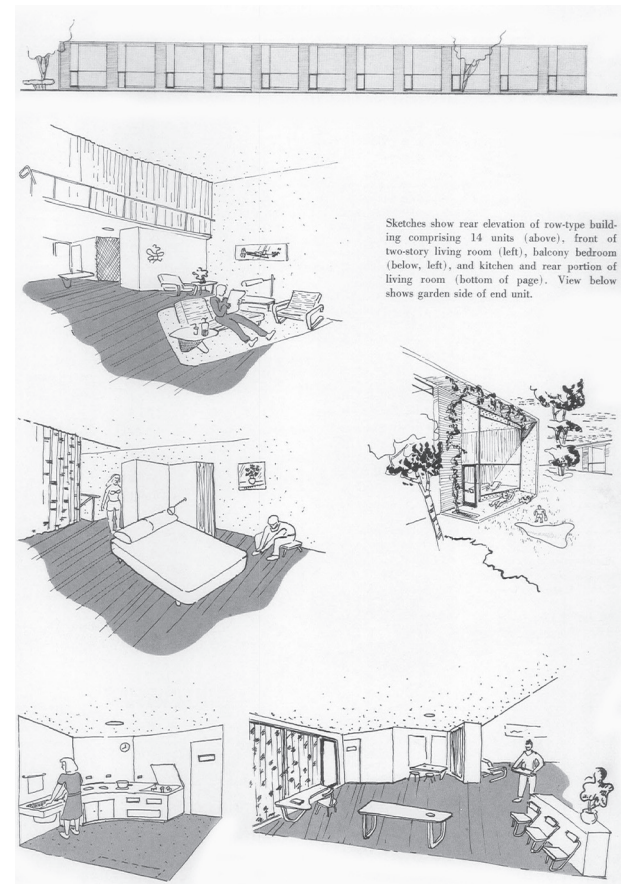 Sketches show rear elevation of row-type build-
ing comprising 14 units (above), front of
two-story living room (left), balcony bedroom
(below, left), and kitchen and rear portion of
living room (bottom of page). View below
shows garden side of end unit.